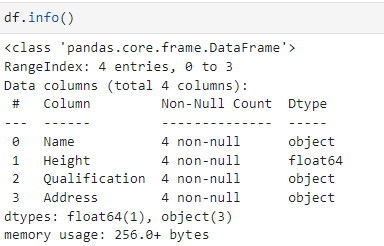 df.info()
<class 'pandas.core.frame.DataFrame'>
RangeIndex: 4 entries, 0 to 3
Data columns (total 4 columns):
 #   Column         Non-Null Count  Dtype
---  ------         --------------  -----
 0   Name           4 non-null      object
 1   Height         4 non-null      float64
 2   Qualification  4 non-null      object
 3   Address        4 non-null      object
dtypes: float64(1), object(3)
memory usage: 256.0+ bytes